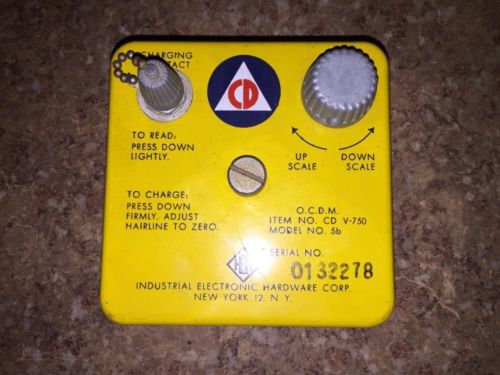 CHARGING
CONTACT
CD
TO READ:
PRESS DOWN
LIGHTLY.
UP
SCALE
DOWN
SCALE
TO CHARGE:
PRESS DOWN
FIRMLY. ADJUST
HAIRLINE TO ZERO.
O.C.D.M.
ITEM NO. CD V-750
MODEL NO. 5b
SERIAL NO.
0132278
INDUSTRIAL ELECTRONIC HARDWARE CORP.
NEW YORK 12, N.Y.